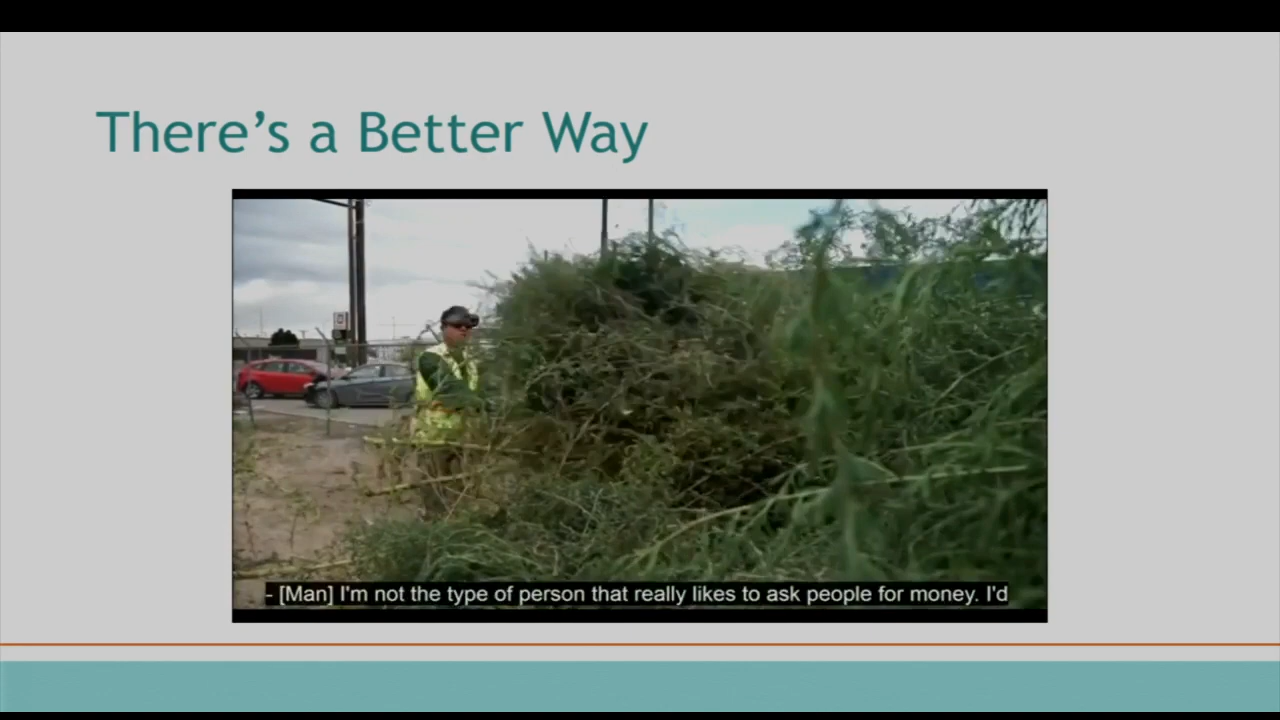 There’s a Better Way
- [Man] I'm not the type of person that really likes to ask people for money. I'd